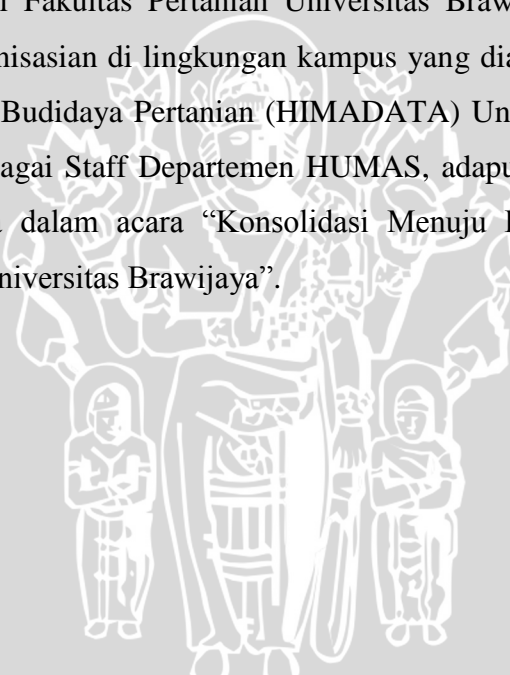 Fakultas Pertanian Universitas Braw
nisasian di lingkungan kampus yang dia
Budidaya Pertanian (HIMADATA) Un
agai Staff Departemen HUMAS, adapu
dalam acara “Konsolidasi Menuju
niversitas Brawijaya”.